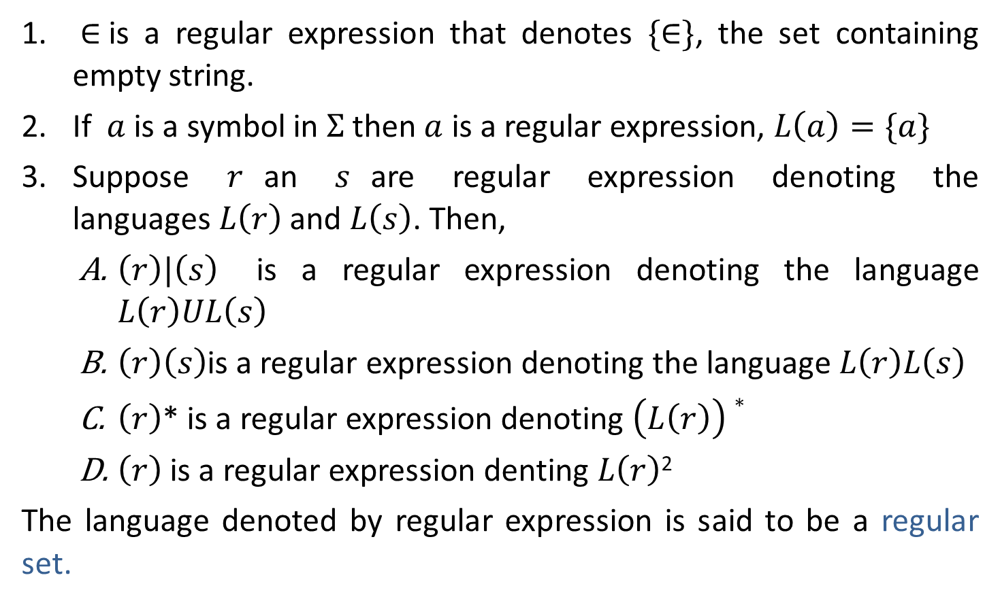 1. ∈ is a regular expression that denotes {∈}, the set containing
empty string.
2. If a is a symbol in Σ then a is a regular expression, L(a) = {a}
3. Suppose r an s are regular expression denoting the
languages L(r) and L(s). Then,
A. (r)|(s) is a regular expression denoting the language
L(r)UL(s)
B. (r)(s)is a regular expression denoting the language L(r)L(s)
C. (r)* is a regular expression denoting (L(r))*
D. (r) is a regular expression denting L(r)²
The language denoted by regular expression is said to be a regular
set.